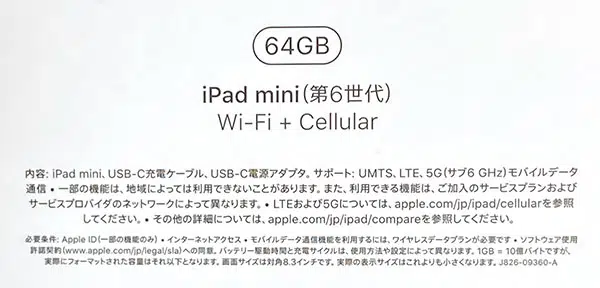 64GB
iPad mini(第6世代)
Wi-Fi + Cellular
内容: iPad mini、USB-C充電ケーブル、USB-C電源アダプタ。サポート: UMTS、LTE、5G(サブ6 GHz)モバイルデータ
通信 • 一部の機能は、地域によっては利用できないことがあります。また、利用できる機能は、ご加入のサービスプランおよび
サービスプロバイダのネットワークによって異なります。 • LTEおよび5Gについては、apple.com/jp/ipad/cellularを参照
してください。 • その他の詳細については、apple.com/jp/ipad/compareを参照してください。
必要条件: Apple ID(一部の機能のみ) • インターネットアクセス • モバイルデータ通信機能を利用するには、ワイヤレスデータプランが必要です • ソフトウェア使用
許諾契約(www.apple.com/jp/legal/sla)への同意。バッテリー駆動時間と充電サイクルは、使用方法や設定によって異なります。1GB = 10億バイトですが、
実際にフォーマットされた容量はそれ以下となります。画面サイズは対角8.3インチです。実際の表示サイズはこれよりも小さくなります。 J826-09360-A